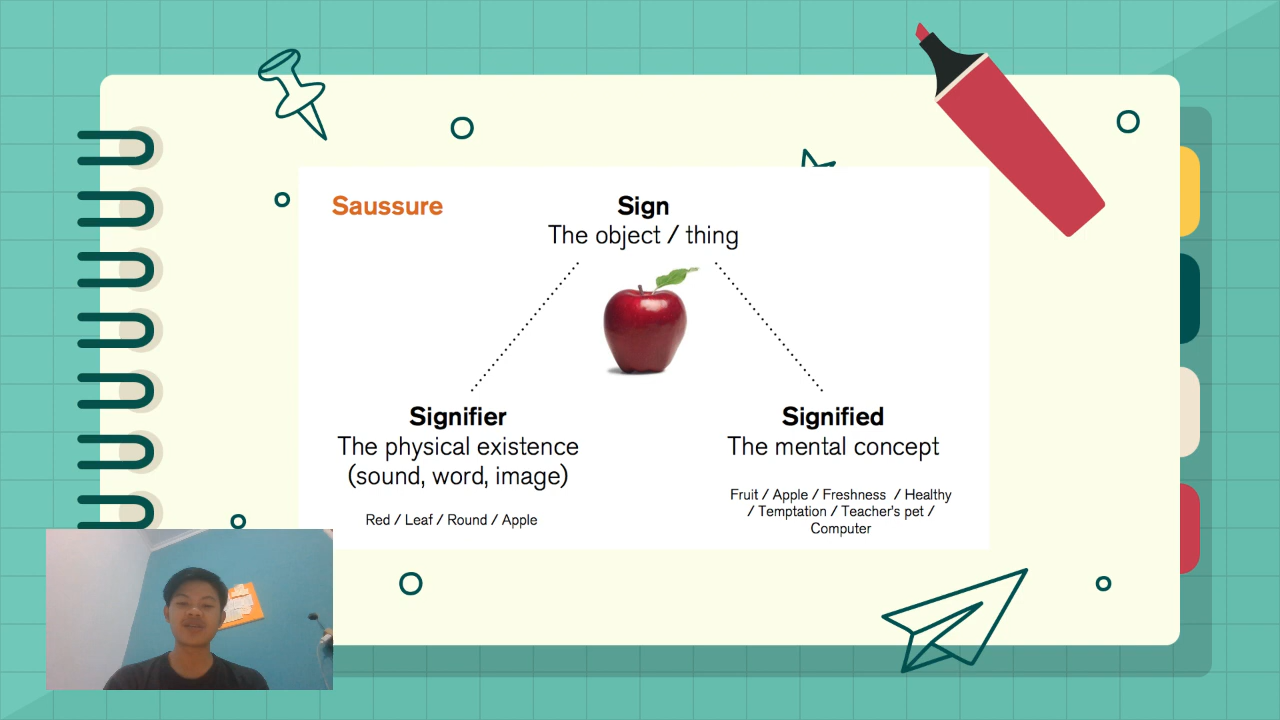 Saussure
Sign
The object / thing
Signifier
The physical existence
(sound, word, image)
Red / Leaf / Round / Apple
Signified
The mental concept
Fruit / Apple / Freshness / Healthy
/ Temptation / Teacher's pet /
Computer